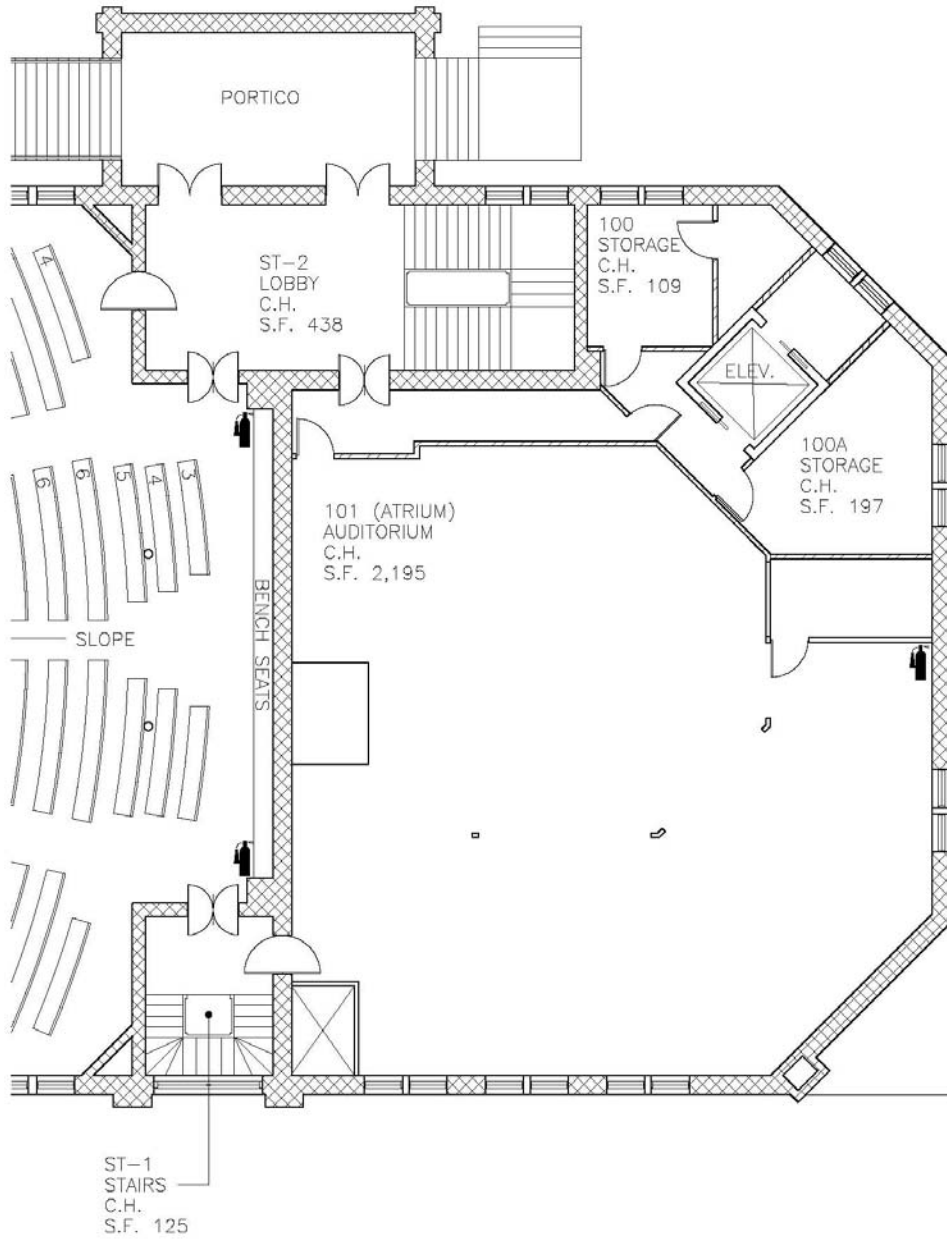 PORTICO
ST-2
LOBBY
C.H.
S.F. 438
100
STORAGE
C.H.
S.F. 109
ELEV.
100A
STORAGE
C.H.
S.F. 197
101 (ATRIUM)
AUDITORIUM
C.H.
S.F. 2,195
4
6
6
5
4
3
SLOPE
BENCH SEATS
ST-1
STAIRS
C.H.
S.F. 125